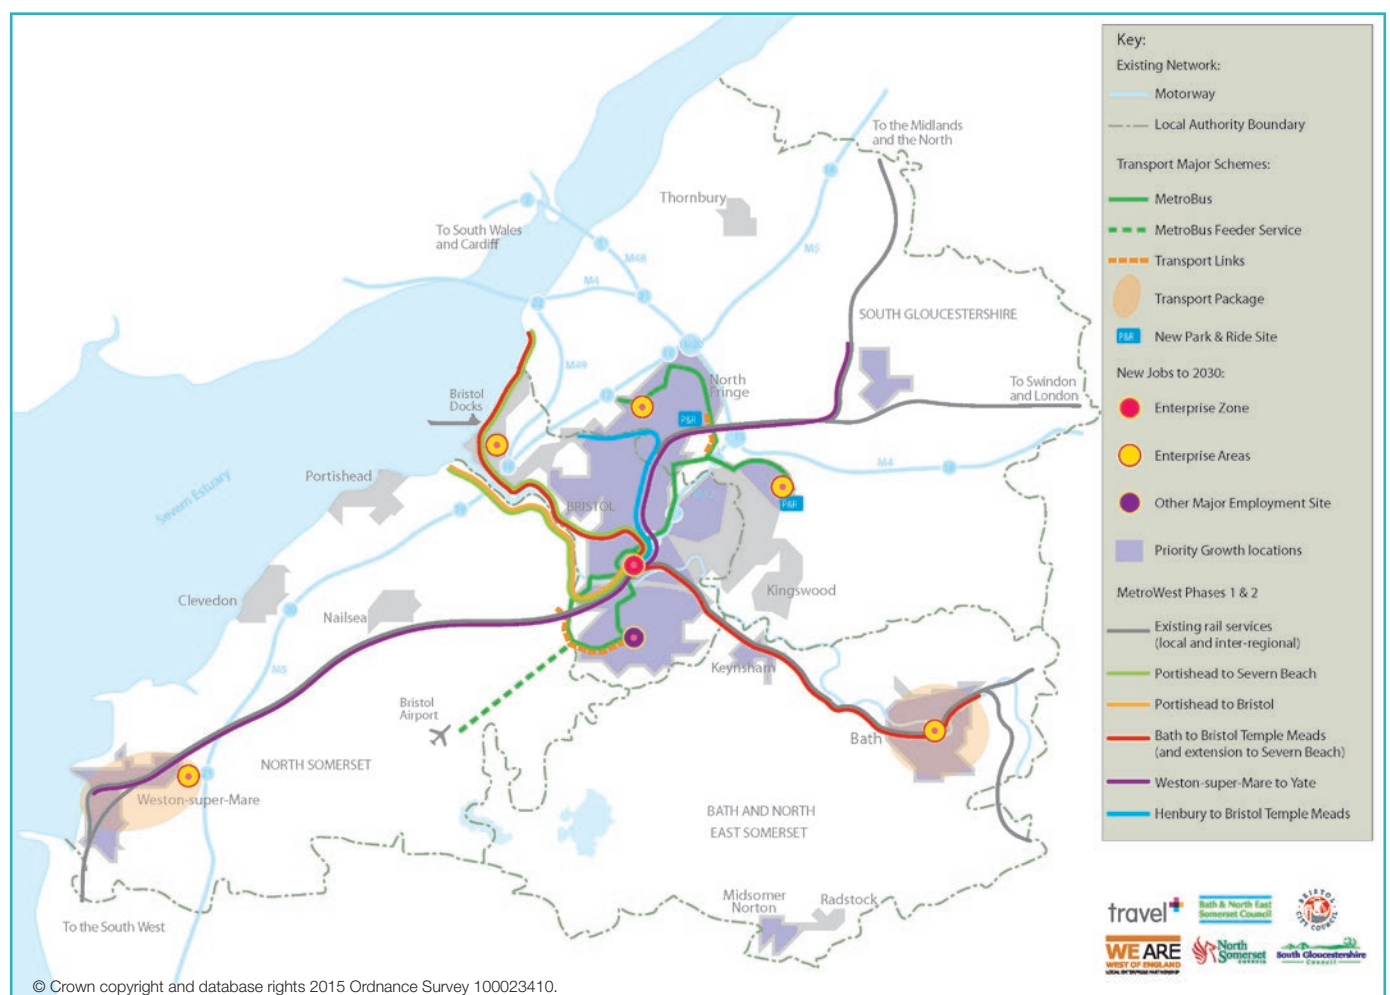 To the Midlands
and the North
Thornbury
To South Wales
and Cardiff
M5
M48
M4
SOUTH GLOUCESTERSHIRE
M49
North
Fringe
To Swindon
and London
Bristol
Docks
P&R
M4
Portishead
Severn Estuary
BRISTOL
P&R
Clevedon
Kingswood
Nailsea
Keynsham
M5
Bristol
Airport
Bath
NORTH SOMERSET
Weston-super-Mare
BATH AND NORTH
EAST SOMERSET
Midsomer
Norton
Radstock
To the South West
© Crown copyright and database rights 2015 Ordnance Survey 100023410.
Key:
Existing Network:
Motorway
Local Authority Boundary
Transport Major Schemes:
MetroBus
MetroBus Feeder Service
Transport Links
Transport Package
P&R New Park & Ride Site
New Jobs to 2030:
Enterprise Zone
Enterprise Areas
Other Major Employment Site
Priority Growth locations
MetroWest Phases 1 & 2
Existing rail services
(local and inter-regional)
Portishead to Severn Beach
Portishead to Bristol
Bath to Bristol Temple Meads
(and extension to Severn Beach)
Weston-super-Mare to Yate
Henbury to Bristol Temple Meads
travel+
Bath & North East
Somerset Council
BRISTOL
CITY COUNCIL
WE ARE
WEST OF ENGLAND
LOCAL ENTERPRISE PARTNERSHIP
North
Somerset
COUNCIL
South Gloucestershire
Council